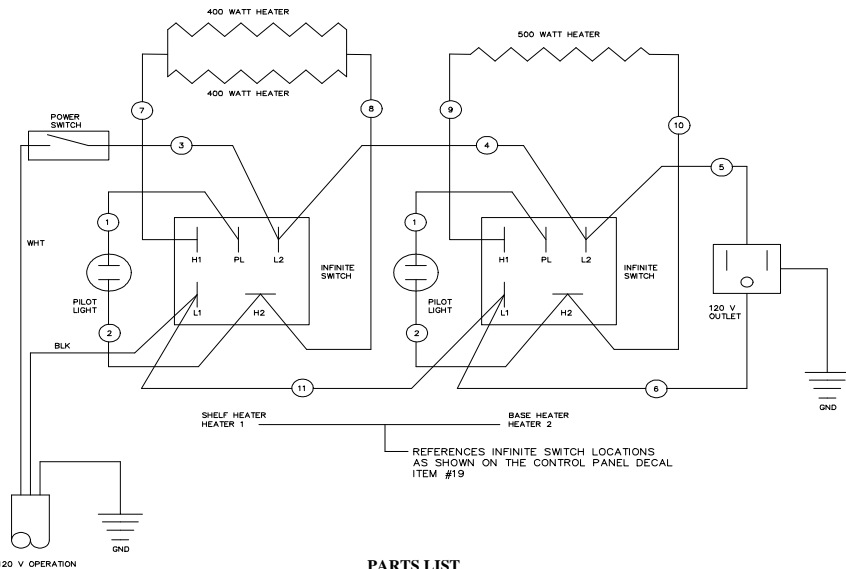 400 WATT HEATER
500 WATT HEATER
400 WATT HEATER
7
8
9
10
POWER
SWITCH
3
4
5
1
1
WHT
H1
PL
L2
H1
PL
L2
INFINITE
SWITCH
INFINITE
SWITCH
PILOT
LIGHT
L1
H2
PILOT
LIGHT
L1
H2
120 V
OUTLET
2
2
BLK
11
6
GND
SHELF HEATER
HEATER 1
BASE HEATER
HEATER 2
REFERENCES INFINITE SWITCH LOCATIONS
AS SHOWN ON THE CONTROL PANEL DECAL
ITEM #19
GND
120 V OPERATION
PARTS LIST